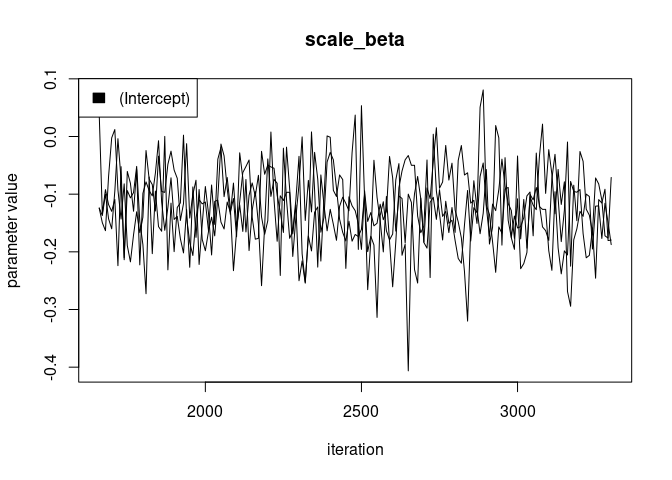 scale_beta
(Intercept)
0.1
0.0
-0.1
-0.2
-0.3
-0.4
parameter value
2000
2500
3000
iteration